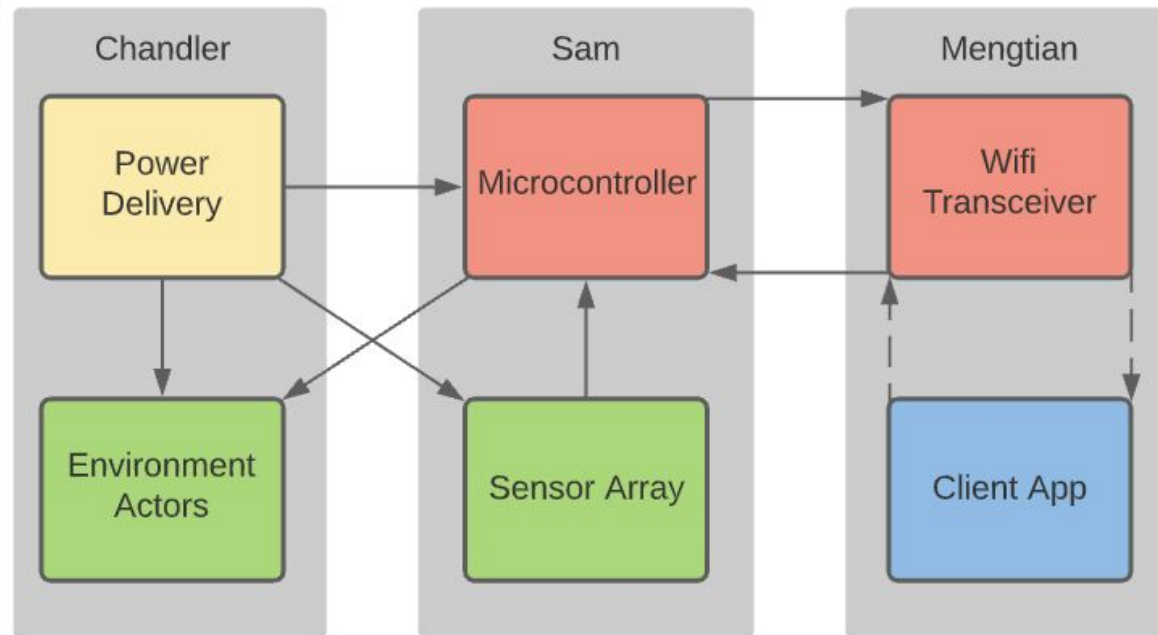 Chandler
Sam
Mengtian
Power
Delivery
Microcontroller
Wifi
Transceiver
Environment
Actors
Sensor Array
Client App